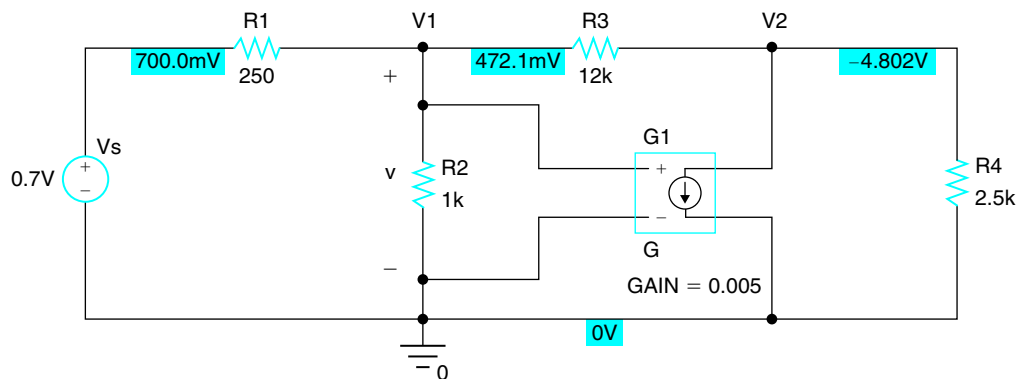 R1
V1
R3
V2
700.0mV
250
472.1mV
12k
−4.802V
+
Vs
0.7V
+
−
v
R2
1k
G1
+
−
G
R4
2.5k
−
GAIN = 0.005
0V
0